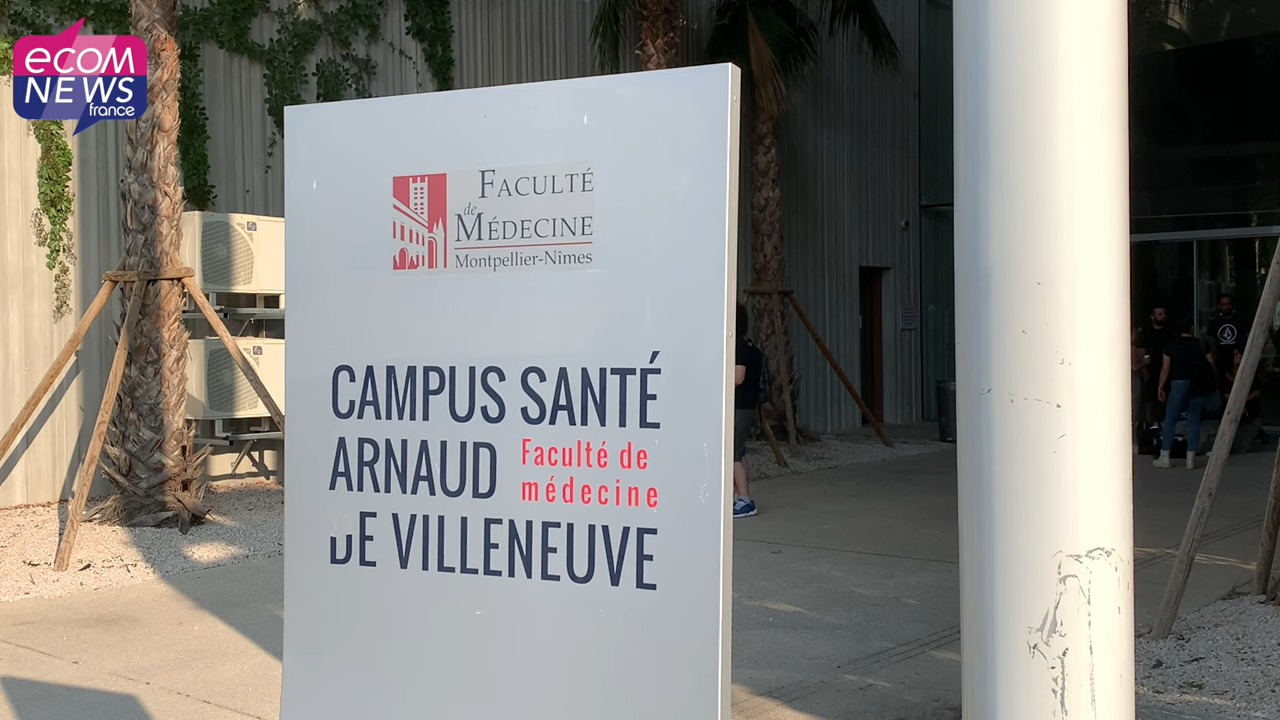 ecom
NEWS
france
FACULTÉ
de
MÉDECINE
Montpellier-Nîmes
CAMPUS SANTÉ
ARNAUD
Faculté de
médecine
DE VILLENEUVE